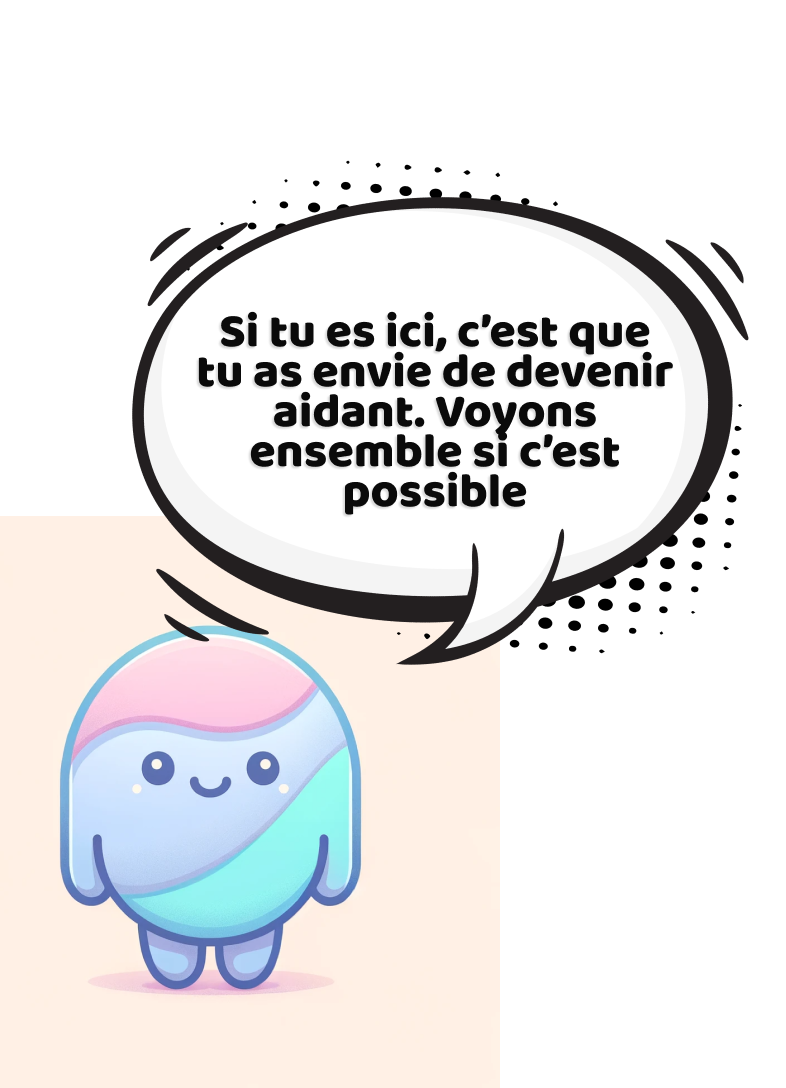 Si tu es ici, c’est que
tu as envie de devenir
aidant. Voyons
ensemble si c’est
possible